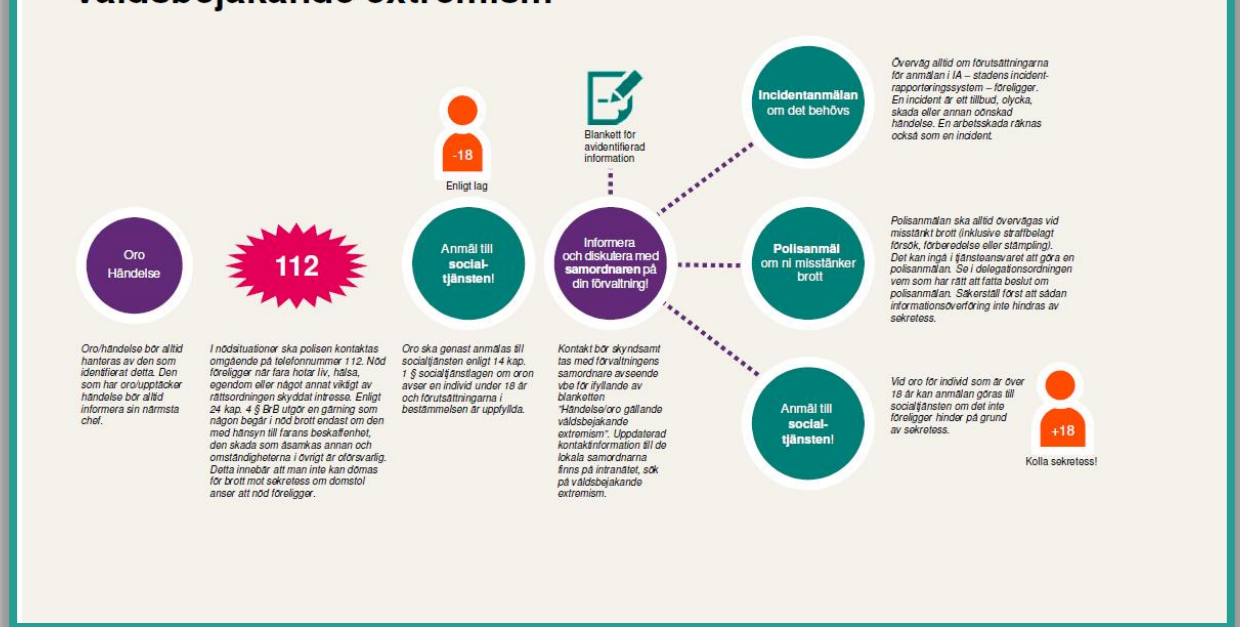 våldsbejakande extremism
-18
Enligt lag
Blankett för
avidentifierad
information
Incidentanmälan
om det behövs
Överväg alltid om förutsättningarna
för anmälan i IA – stadens incident-
rapporteringssystem – föreligger.
En incident är ett tillbud, olycka,
skada eller annan oönskad
händelse. En arbetsskada räknas
också som en incident.
Oro
Händelse
112
Anmäl till
social-
tjänsten!
Informera
och diskutera med
samordnaren på
din förvaltning!
Polisanmäl
om ni misstänker
brott
Polisanmälan ska alltid övervägas vid
misstänkt brott (inklusive straffbelagt
försök, förberedelse eller stämpling).
Det kan ingå i tjänsteansvaret att göra en
polisanmälan. Se i delegationsordningen
vem som har rätt att fatta beslut om
polisanmälan. Säkerställ först att sådan
informationsöverföring inte hindras av
sekretess.
Oro/händelse bör alltid
hanteras av den som
identifierat detta. Den
som har oro/upptäcker
händelse bör alltid
informera sin närmsta
chef.
I nödsituationer ska polisen kontaktas
omgående på telefonnummer 112. Nöd
föreligger när fara hotar liv, hälsa,
egendom eller något annat viktigt av
rättsordningen skyddat intresse. Enligt
24 kap. 4 § BrB utgör en gärning som
någon begår i nöd brott endast om den
med hänsyn till farans beskaffenhet,
den skada som åsamkas annan och
omständigheterna i övrigt är oförsvarlig.
Detta innebär att man inte kan dömas
för brott mot sekretess om domstol
anser att nöd föreligger.
Oro ska genast anmälas till
socialtjänsten enligt 14 kap.
1 § socialtjänstlagen om oron
avser en individ under 18 år
och förutsättningarna i
bestämmelsen är uppfyllda.
Kontakt bör skyndsamt
tas med förvaltningens
samordnare avseende
vbe för ifyllande av
blanketten
"Händelse/oro gällande
våldsbejakande
extremism". Uppdaterad
kontaktinformation till de
lokala samordnarna
finns på intranätet, sök
på våldsbejakande
extremism.
Anmäl till
social-
tjänsten!
Vid oro för individ som är över
18 år kan anmälan göras till
socialtjänsten om det inte
föreligger hinder på grund
av sekretess.
+18
Kolla sekretess!